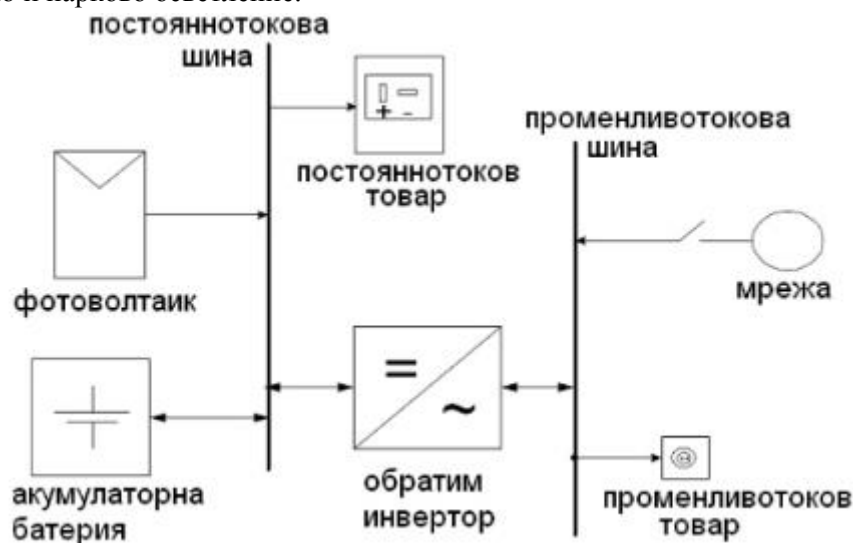 постояннотокова
шина
постояннотоков
товар
променливотокова
шина
фотоволтаик
мрежа
акумулаторна
батерия
обратим
инвертор
променливотоков
товар